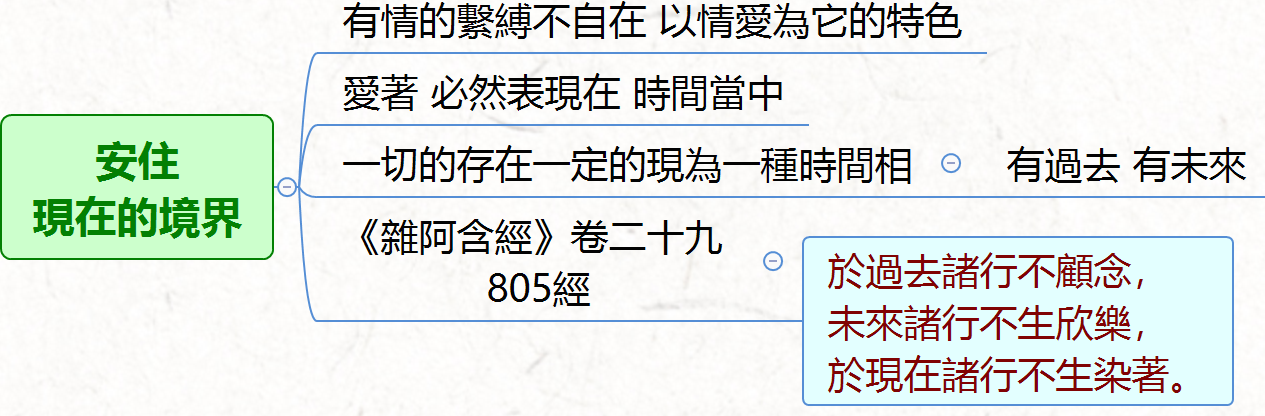 安住
現在的境界
有情的繫縛不自在 以情愛為它的特色
愛著 必然表現在 時間當中
一切的存在一定的現為一種時間相
有過去 有未來
《雜阿含經》卷二十九
805經
於過去諸行不顧念，
未來諸行不生欣樂，
於現在諸行不生染著。